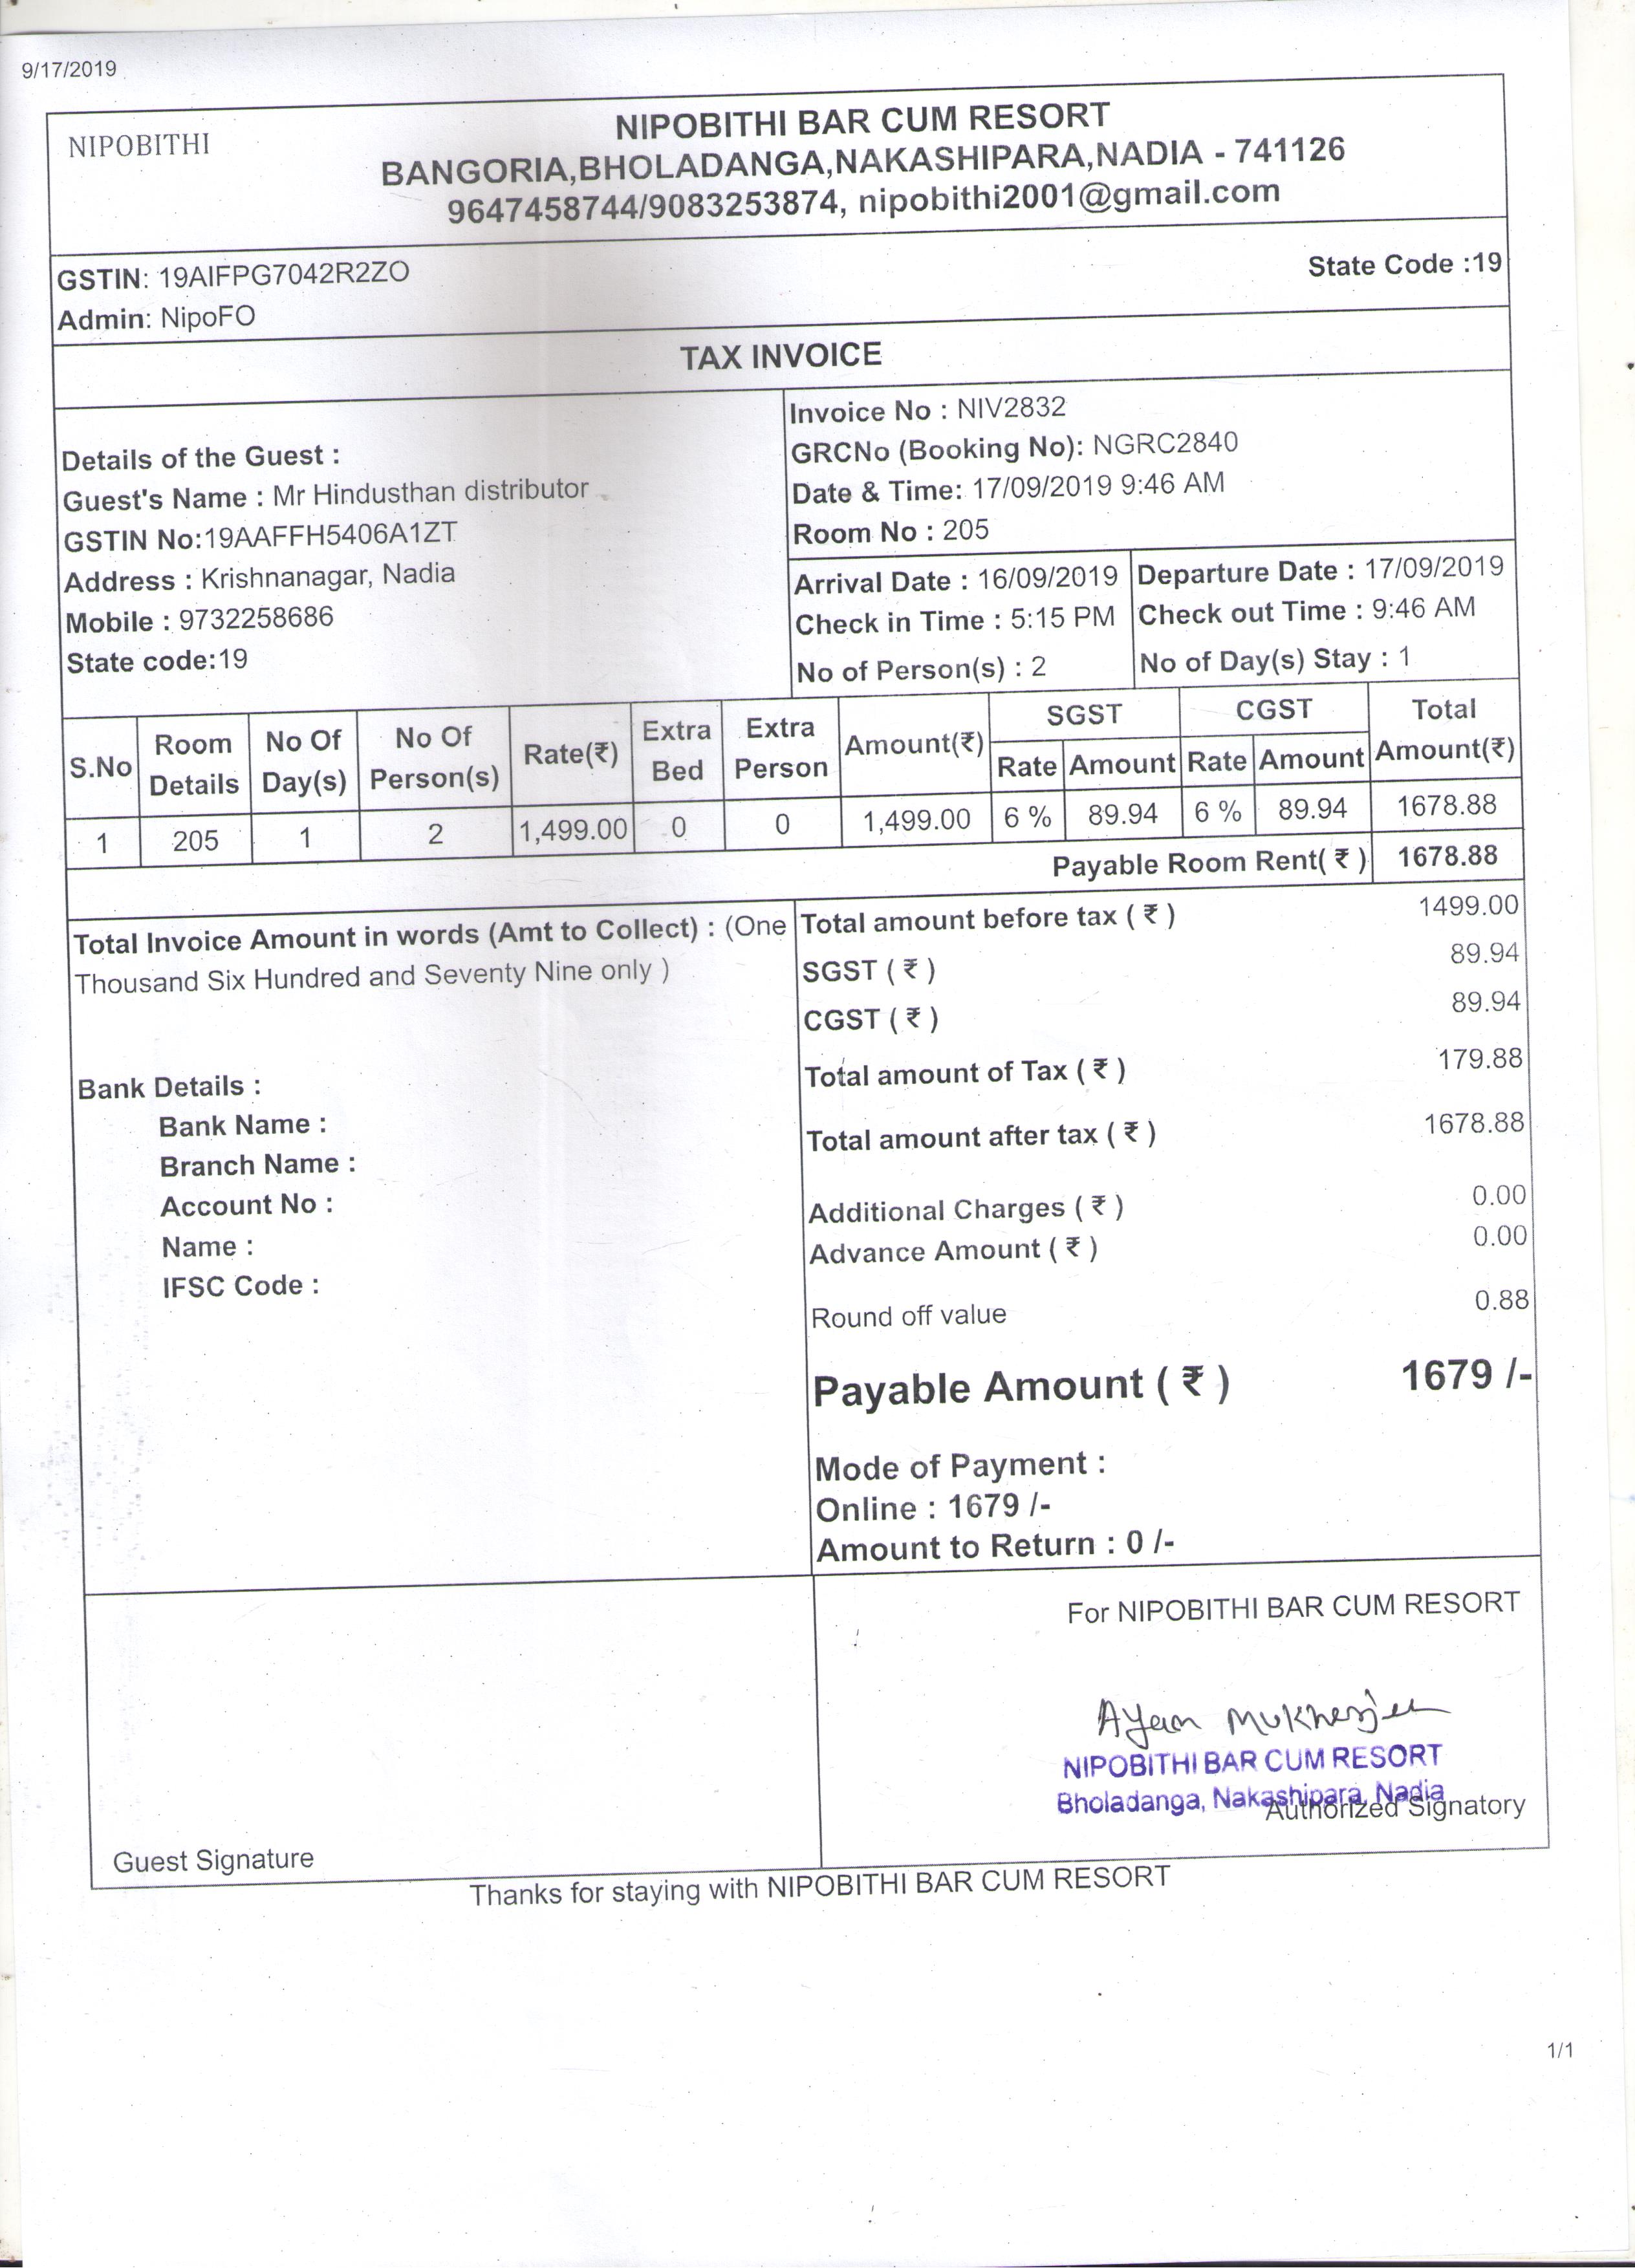 9/17/2019
NIPOBITHI
NIPOBITHI BAR CUM RESORT
BANGORIA,BHOLADANGA,NAKASHIPARA,NADIA - 741126
9647458744/9083253874, nipobithi2001@gmail.com
GSTIN: 19AIFPG7042R2ZO
State Code :19
Admin: NipoFO
TAX INVOICE
Details of the Guest :
Guest's Name : Mr Hindusthan distributor
GSTIN No:19AAFFH5406A1ZT
Address : Krishnanagar, Nadia
Mobile : 9732258686
State code:19
Invoice No : NIV2832
GRCNo (Booking No): NGRC2840
Date & Time: 17/09/2019 9:46 AM
Room No : 205
Arrival Date : 16/09/2019 Departure Date : 17/09/2019
Check in Time : 5:15 PM Check out Time : 9:46 AM
No of Person(s) : 2 No of Day(s) Stay : 1
S.No Room Details No Of Day(s) No Of Person(s) Rate(₹) Extra Bed Extra Person Amount(₹) SGST Rate Amount CGST Rate Amount Total Amount(₹)
1 205 1 2 1,499.00 0 0 1,499.00 6 % 89.94 6 % 89.94 1678.88
Payable Room Rent( ₹ ) 1678.88
Total Invoice Amount in words (Amt to Collect) : (One
Thousand Six Hundred and Seventy Nine only )
Bank Details :
Bank Name :
Branch Name :
Account No :
Name :
IFSC Code :
Total amount before tax ( ₹ ) 1499.00
SGST ( ₹ ) 89.94
CGST ( ₹ ) 89.94
Total amount of Tax ( ₹ ) 179.88
Total amount after tax ( ₹ ) 1678.88
Additional Charges ( ₹ ) 0.00
Advance Amount ( ₹ ) 0.00
Round off value 0.88
Payable Amount ( ₹ ) 1679 /-
Mode of Payment :
Online : 1679 /-
Amount to Return : 0 /-
For NIPOBITHI BAR CUM RESORT
Ayan Mukherjee
NIPOBITHI BAR CUM RESORT
Bholadanga, Nakashipara, Nadia
Authorized Signatory
Guest Signature
Thanks for staying with NIPOBITHI BAR CUM RESORT
1/1